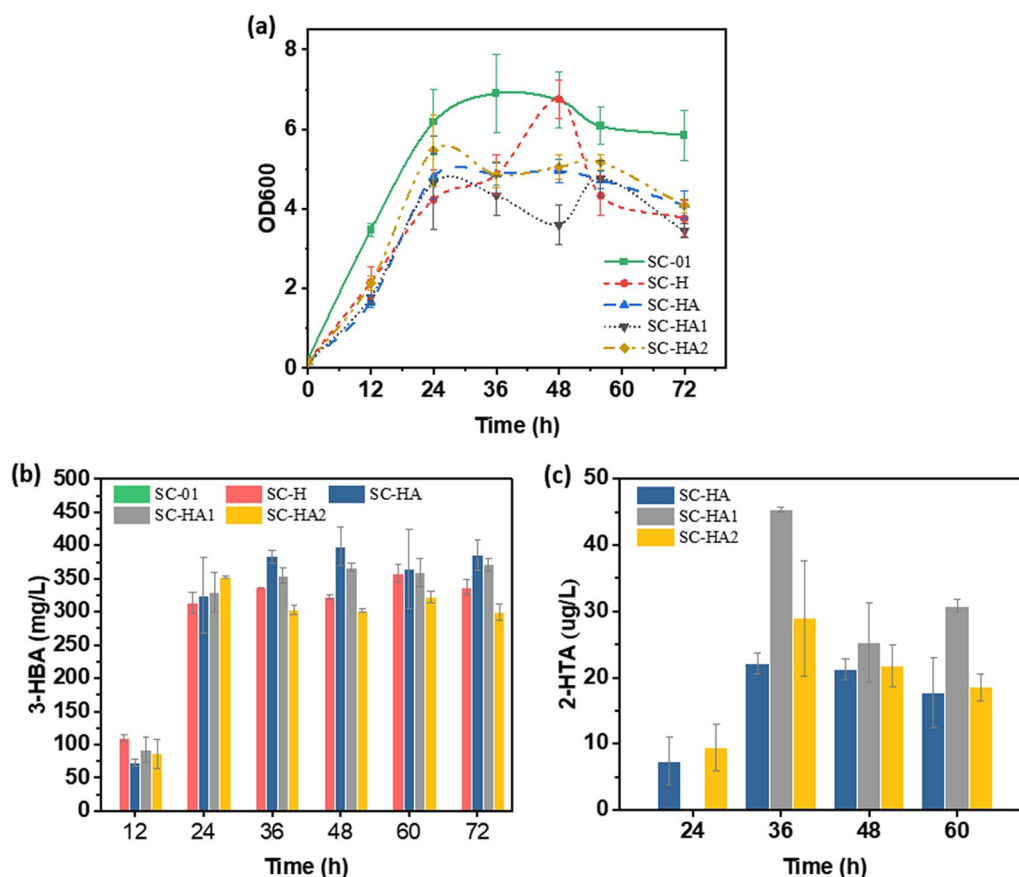 (a)
8
6
4
2
0
OD600
0 12 24 36 48 60 72
Time (h)
SC-01
SC-H
SC-HA
SC-HA1
SC-HA2
(b)
500
450
400
350
300
250
200
150
100
50
0
3-HBA (mg/L)
SC-01 SC-H SC-HA
SC-HA1 SC-HA2
12 24 36 48 60 72
Time (h)
(c)
50
40
30
20
10
0
2-HTA (ug/L)
SC-HA
SC-HA1
SC-HA2
24 36 48 60
Time (h)